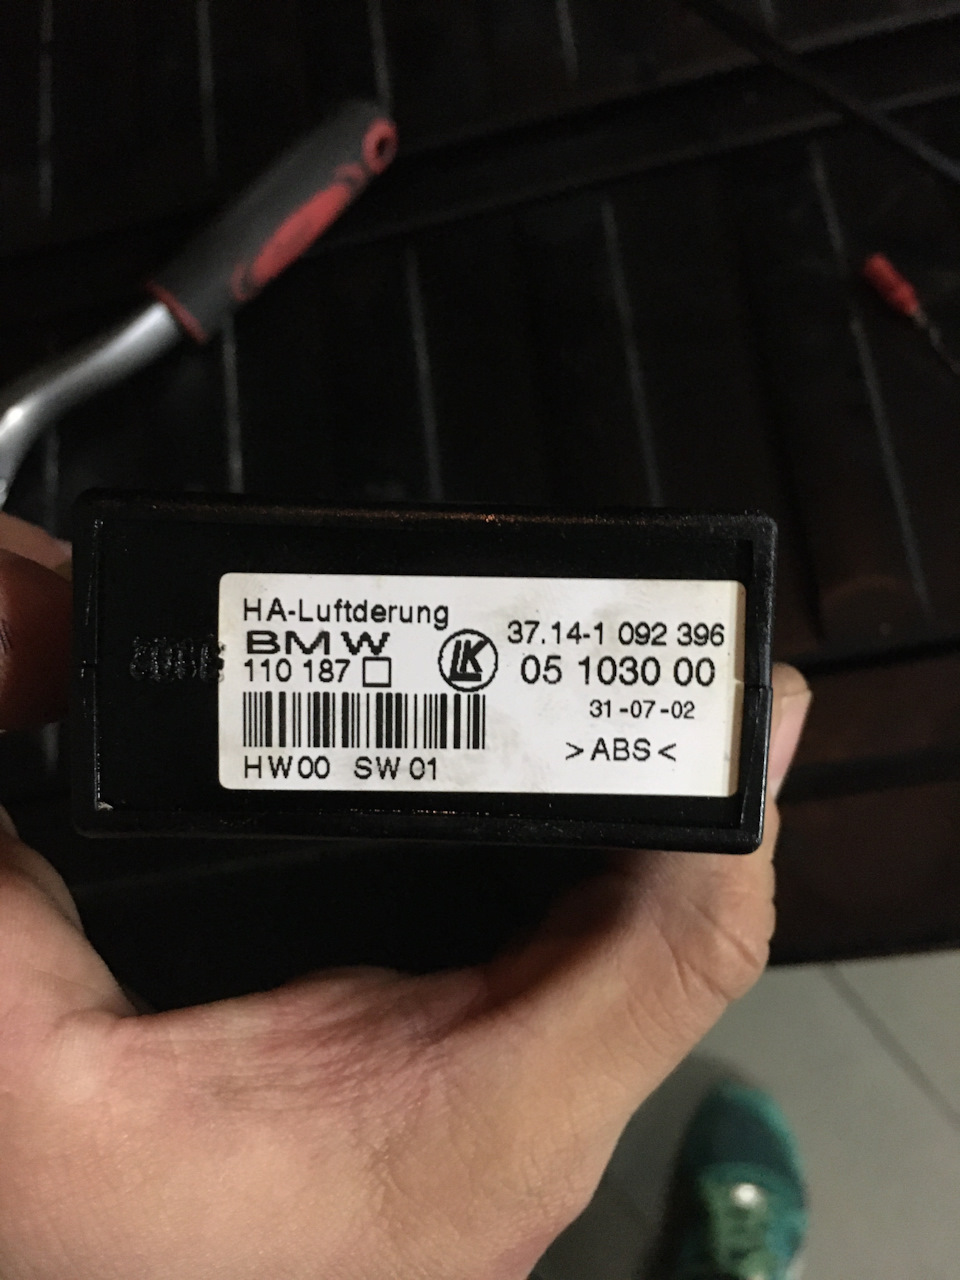 HA-Luftderung
BMW
110 187
LK
37.14-1 092 396
05 1030 00
31-07-02
>ABS<
HW00 SW01